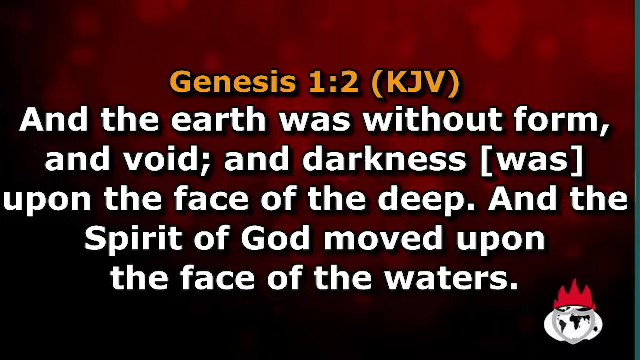 Genesis 1:2 (KJV)
And the earth was without form,
and void; and darkness [was]
upon the face of the deep. And the
Spirit of God moved upon
the face of the waters.